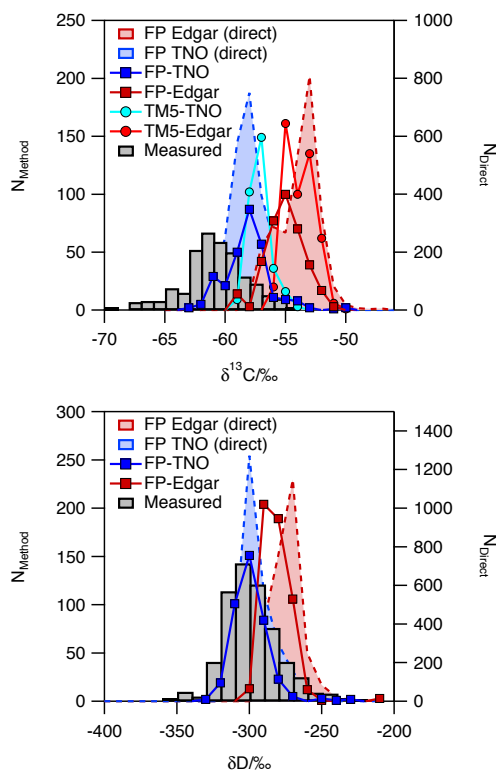 FP Edgar (direct)
FP TNO (direct)
FP-TNO
FP-Edgar
TM5-TNO
TM5-Edgar
Measured
250
200
150
100
50
0
N_Method
1000
800
600
400
200
0
N_Direct
-70
-65
-60
-55
-50
δ¹³C/‰
FP Edgar (direct)
FP TNO (direct)
FP-TNO
FP-Edgar
Measured
300
250
200
150
100
50
0
N_Method
1400
1200
1000
800
600
400
200
0
N_Direct
-400
-350
-300
-250
-200
δD/‰